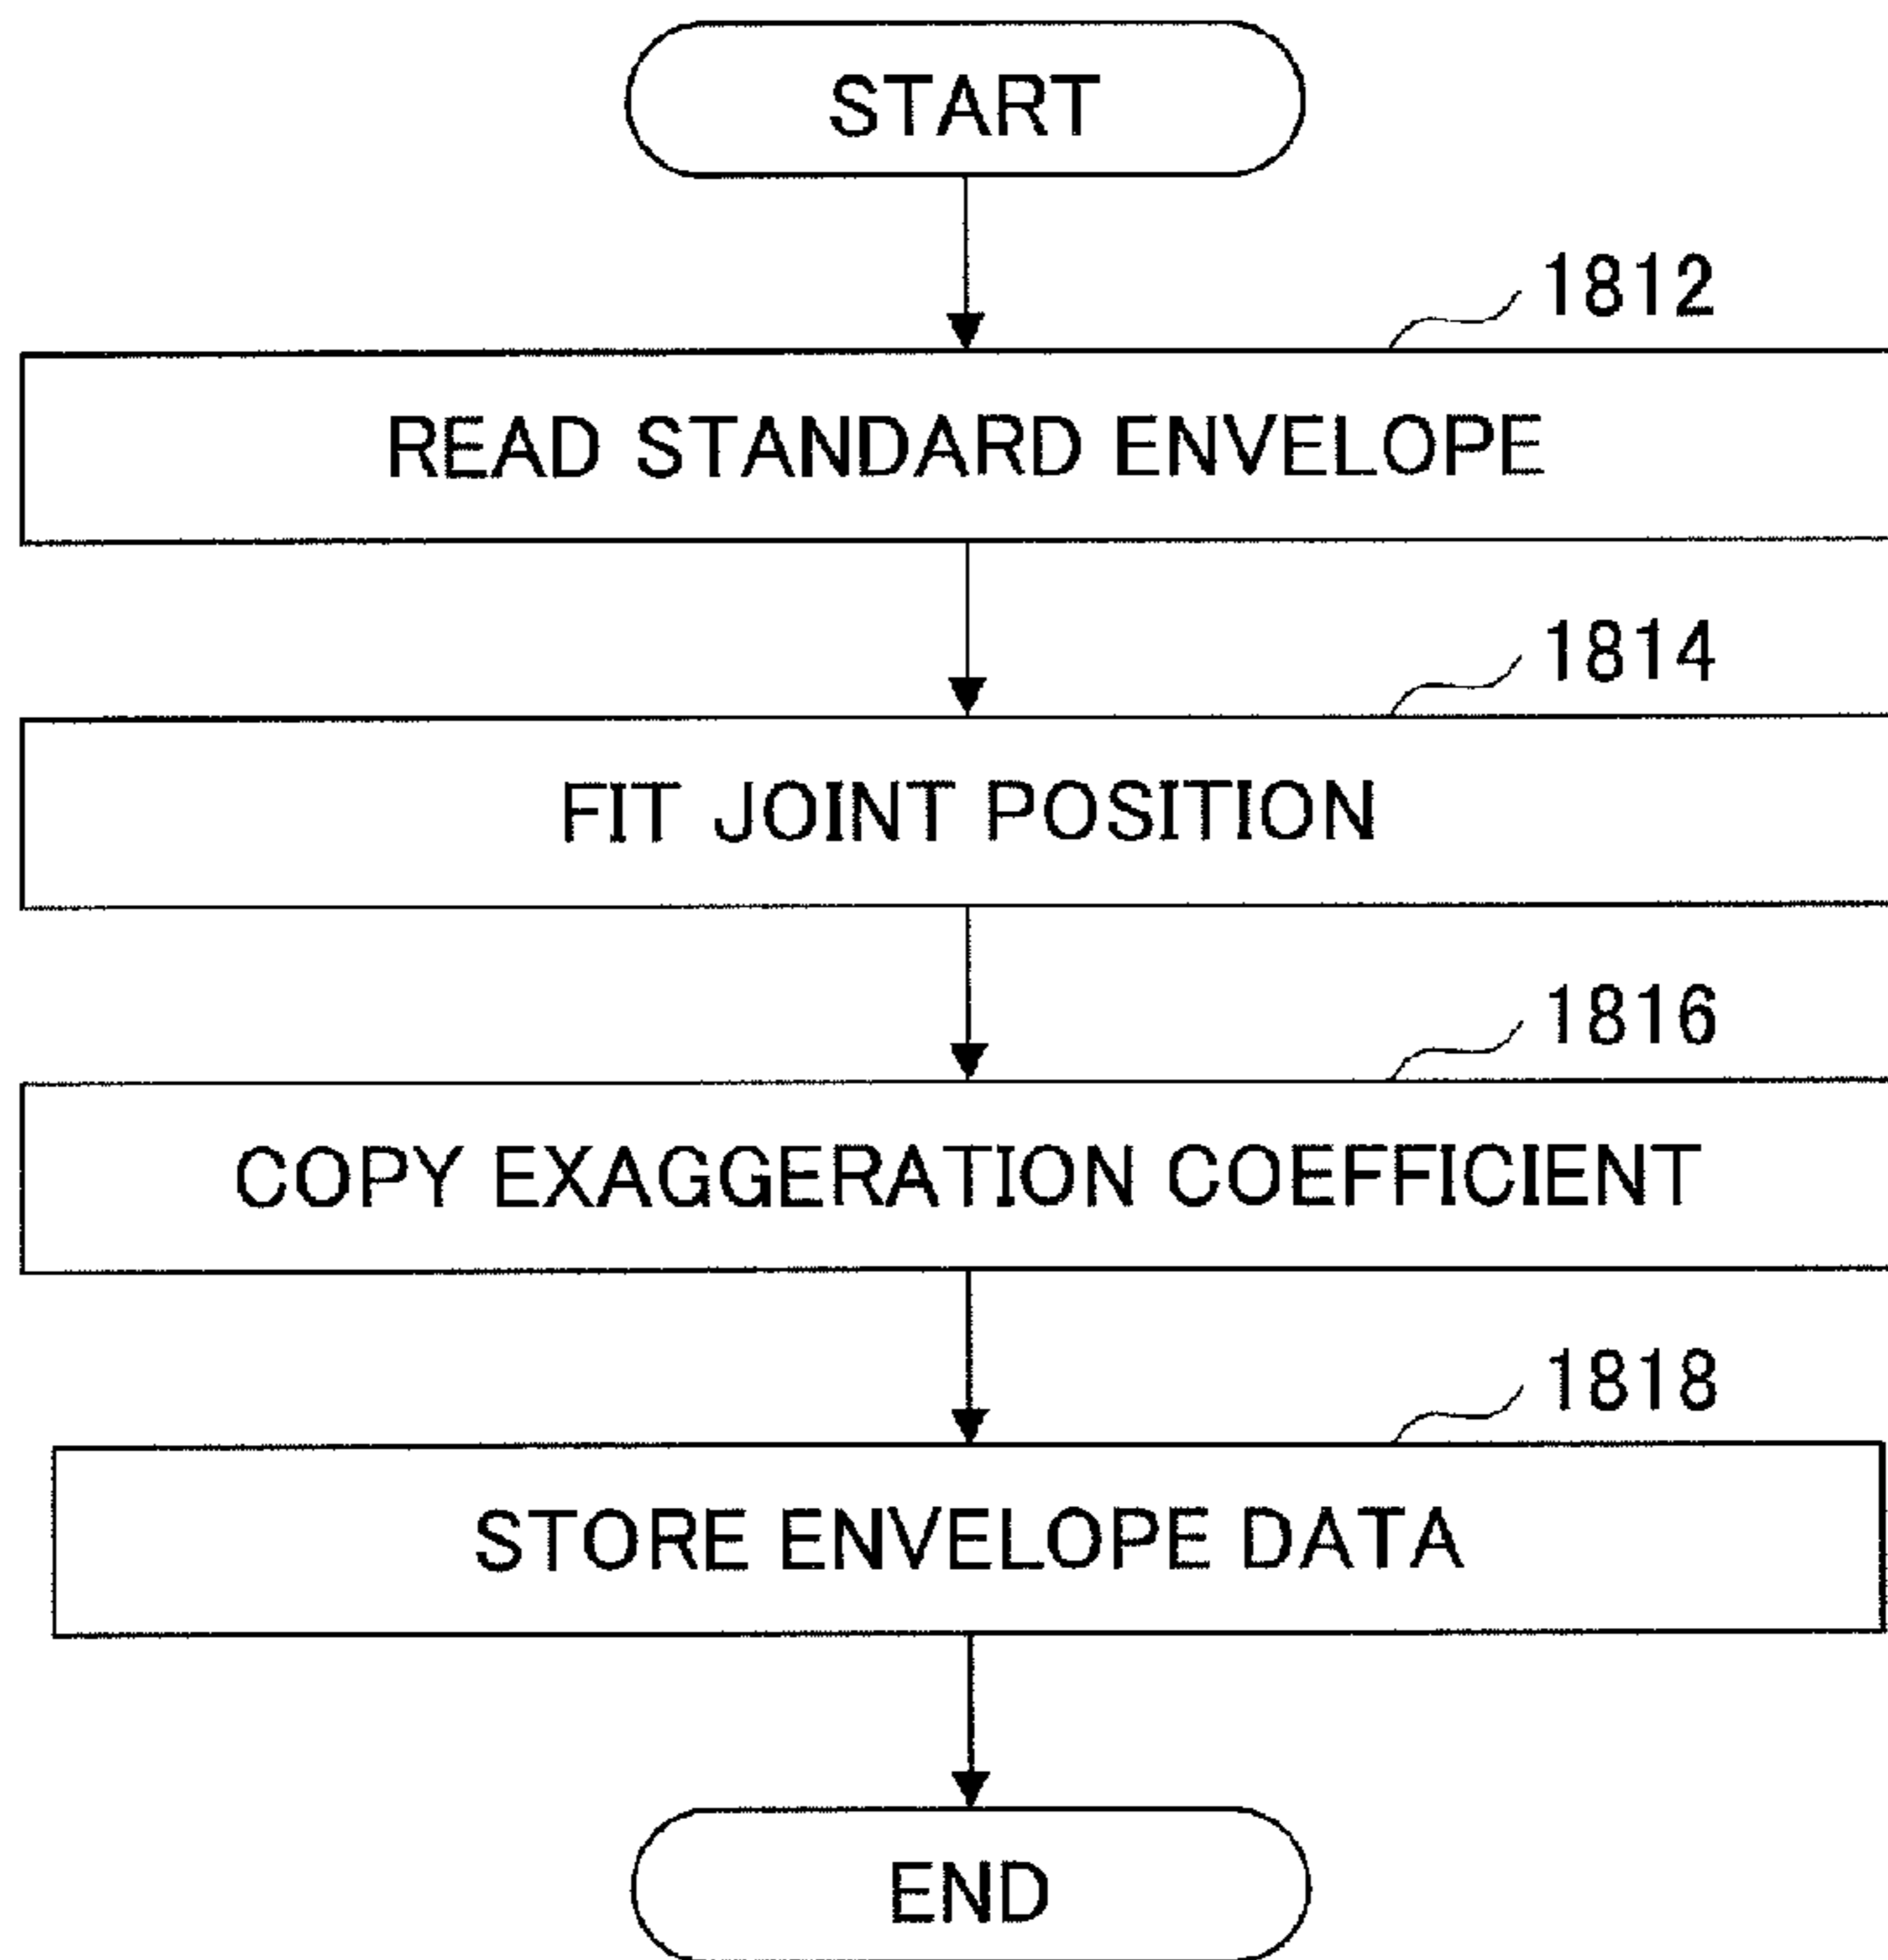 START
1812
READ STANDARD ENVELOPE
1814
FIT JOINT POSITION
1816
COPY EXAGGERATION COEFFICIENT
1818
STORE ENVELOPE DATA
END